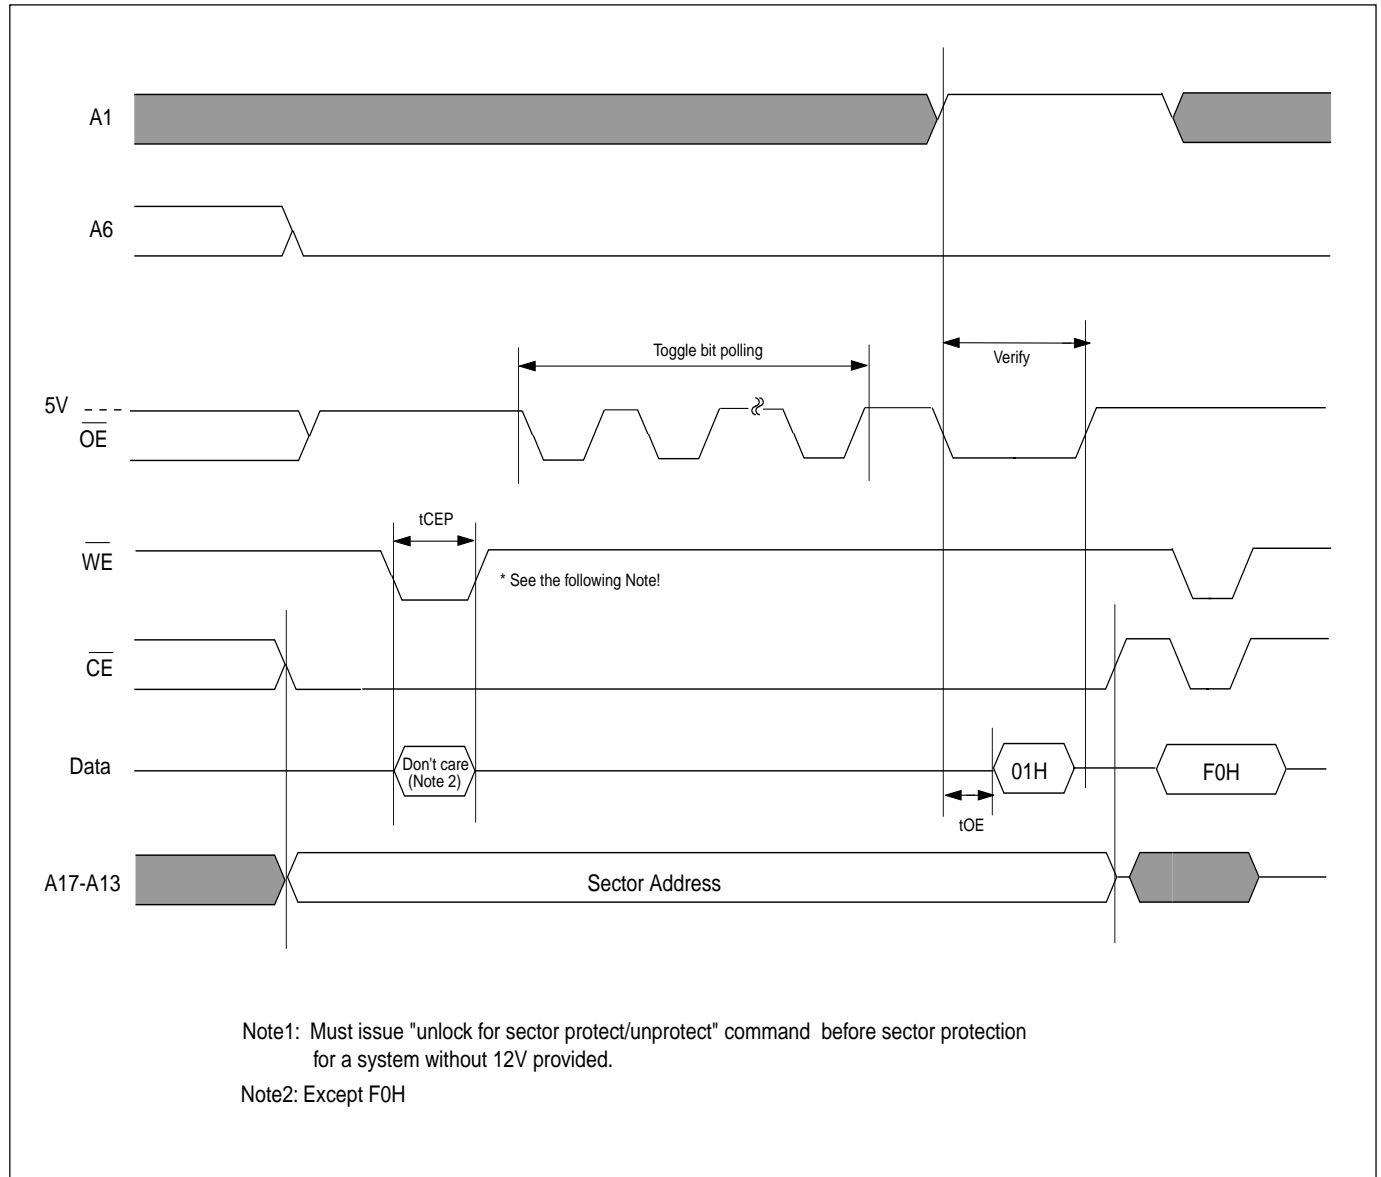 A1
A6
Toggle bit polling
Verify
5V
OE
tCEP
WE
* See the following Note!
CE
Data
Don't care
(Note 2)
01H
F0H
tOE
A17-A13
Sector Address
Note1: Must issue "unlock for sector protect/unprotect" command before sector protection
for a system without 12V provided.
Note2: Except F0H